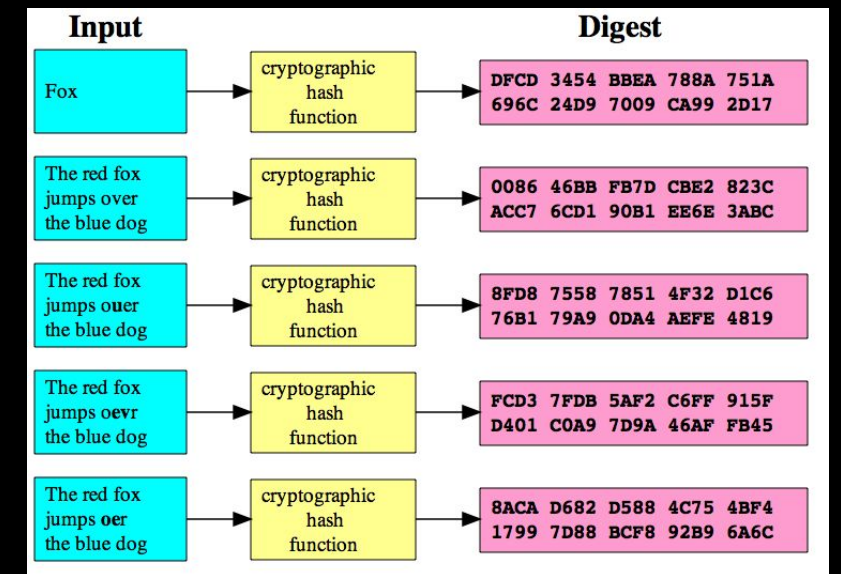 Input
Digest
Fox
cryptographic
hash
function
DFCD 3454 BBEA 788A 751A
696C 24D9 7009 CA99 2D17
The red fox
jumps over
the blue dog
cryptographic
hash
function
0086 46BB FB7D CBE2 823C
ACC7 6CD1 90B1 EE6E 3ABC
The red fox
jumps ouer
the blue dog
cryptographic
hash
function
8FD8 7558 7851 4F32 D1C6
76B1 79A9 0DA4 AEFE 4819
The red fox
jumps oevr
the blue dog
cryptographic
hash
function
FCD3 7FDB 5AF2 C6FF 915F
D401 C0A9 7D9A 46AF FB45
The red fox
jumps oer
the blue dog
cryptographic
hash
function
8ACA D682 D588 4C75 4BF4
1799 7D88 BCF8 92B9 6A6C